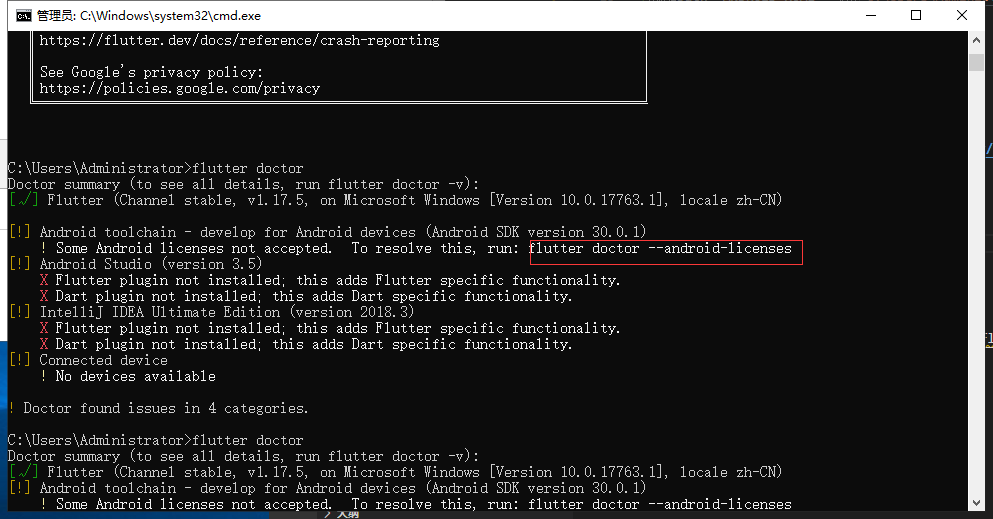 管理员: C:\Windows\system32\cmd.exe
https://flutter.dev/docs/reference/crash-reporting
See Google's privacy policy:
https://policies.google.com/privacy
C:\Users\Administrator>flutter doctor
Doctor summary (to see all details, run flutter doctor -v):
[√] Flutter (Channel stable, v1.17.5, on Microsoft Windows [Version 10.0.17763.1], locale zh-CN)
[!] Android toolchain - develop for Android devices (Android SDK version 30.0.1)
! Some Android licenses not accepted.  To resolve this, run: flutter doctor --android-licenses
[!] Android Studio (version 3.5)
X Flutter plugin not installed; this adds Flutter specific functionality.
X Dart plugin not installed; this adds Dart specific functionality.
[!] IntelliJ IDEA Ultimate Edition (version 2018.3)
X Flutter plugin not installed; this adds Flutter specific functionality.
X Dart plugin not installed; this adds Dart specific functionality.
[!] Connected device
! No devices available
! Doctor found issues in 4 categories.
C:\Users\Administrator>flutter doctor
Doctor summary (to see all details, run flutter doctor -v):
[√] Flutter (Channel stable, v1.17.5, on Microsoft Windows [Version 10.0.17763.1], locale zh-CN)
[!] Android toolchain - develop for Android devices (Android SDK version 30.0.1)
! Some Android licenses not accepted.  To resolve this, run: flutter doctor --android-licenses